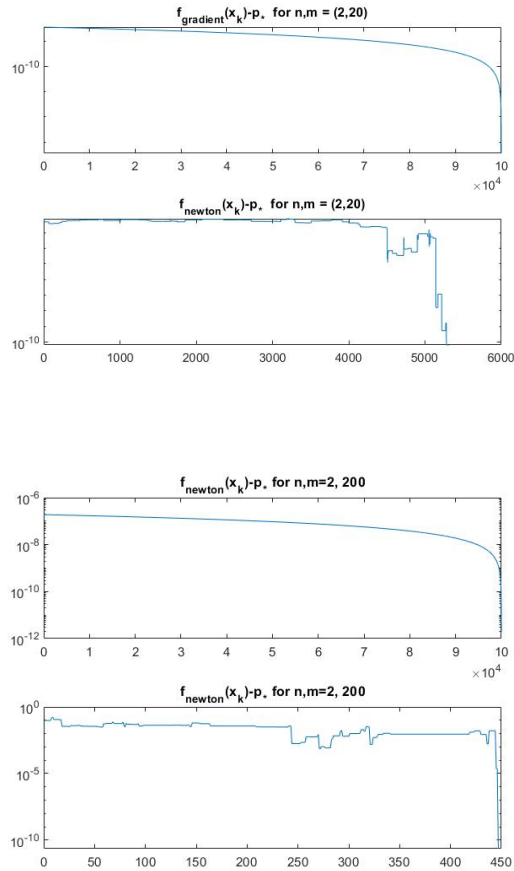 f_gradient(x_k)-p_* for n,m = (2,20)
10^-10
0 1 2 3 4 5 6 7 8 9 10
×10^4
f_newton(x_k)-p_* for n,m = (2,20)
10^-10
0 1000 2000 3000 4000 5000 6000
f_newton(x_k)-p_* for n,m=2, 200
10^-6
10^-8
10^-10
10^-12
0 1 2 3 4 5 6 7 8 9 10
×10^4
f_newton(x_k)-p_* for n,m=2, 200
10^0
10^-5
10^-10
0 50 100 150 200 250 300 350 400 450